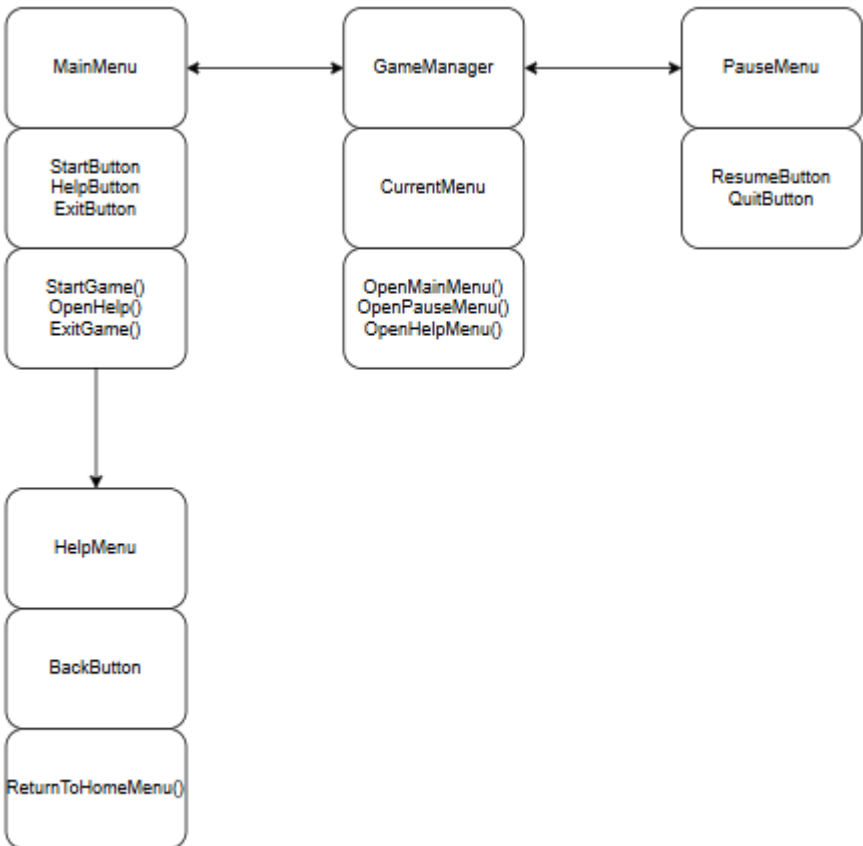 MainMenu
StartButton
HelpButton
ExitButton
StartGame()
OpenHelp()
ExitGame()
GameManager
CurrentMenu
OpenMainMenu()
OpenPauseMenu()
OpenHelpMenu()
PauseMenu
ResumeButton
QuitButton
HelpMenu
BackButton
ReturnToHomeMenu()